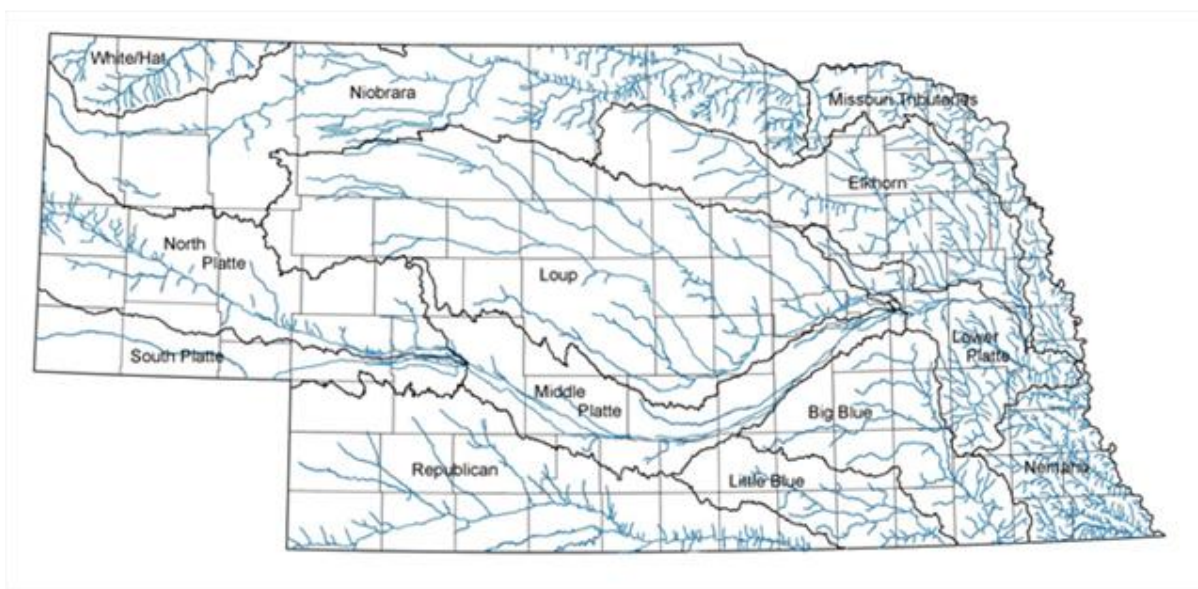 White/Hat
Niobrara
Missouri Tributaries
Elkhorn
North
Platte
Loup
South Platte
Lower
Platte
Middle
Platte
Big Blue
Republican
Little Blue
Nemaha